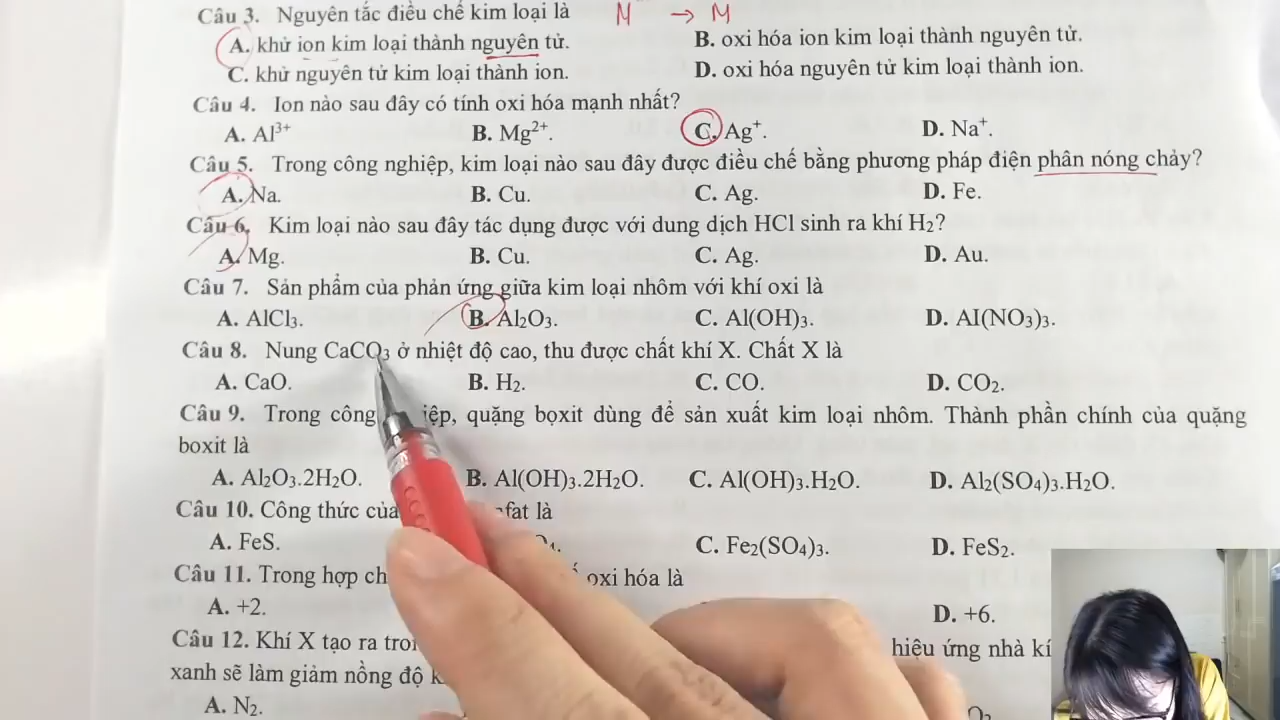 Câu 3. Nguyên tắc điều chế kim loại là M → M
A. khử ion kim loại thành nguyên tử. B. oxi hóa ion kim loại thành nguyên tử.
C. khử nguyên tử kim loại thành ion. D. oxi hóa nguyên tử kim loại thành ion.
Câu 4. Ion nào sau đây có tính oxi hóa mạnh nhất?
A. Al³⁺ B. Mg²⁺. C. Ag⁺. D. Na⁺.
Câu 5. Trong công nghiệp, kim loại nào sau đây được điều chế bằng phương pháp điện phân nóng chảy?
A. Na. B. Cu. C. Ag. D. Fe.
Câu 6. Kim loại nào sau đây tác dụng được với dung dịch HCl sinh ra khí H₂?
A. Mg. B. Cu. C. Ag. D. Au.
Câu 7. Sản phẩm của phản ứng giữa kim loại nhôm với khí oxi là
A. AlCl₃. B. Al₂O₃. C. Al(OH)₃. D. AI(NO₃)₃.
Câu 8. Nung CaCO₃ ở nhiệt độ cao, thu được chất khí X. Chất X là
A. CaO. B. H₂. C. CO. D. CO₂.
Câu 9. Trong công iệp, quặng bọxit dùng để sản xuất kim loại nhôm. Thành phần chính của quặng
boxit là
A. Al₂O₃.2H₂O. B. Al(OH)₃.2H₂O. C. Al(OH)₃.H₂O. D. Al₂(SO₄)₃.H₂O.
Câu 10. Công thức của fat là
A. FeS. C. Fe₂(SO₄)₃. D. FeS₂.
Câu 11. Trong hợp oxi hóa là
A. +2. D. +6.
Câu 12. Khí X tạo ra hiệu ứng nhà kí
xanh sẽ làm giảm nồng độ
A. N₂.